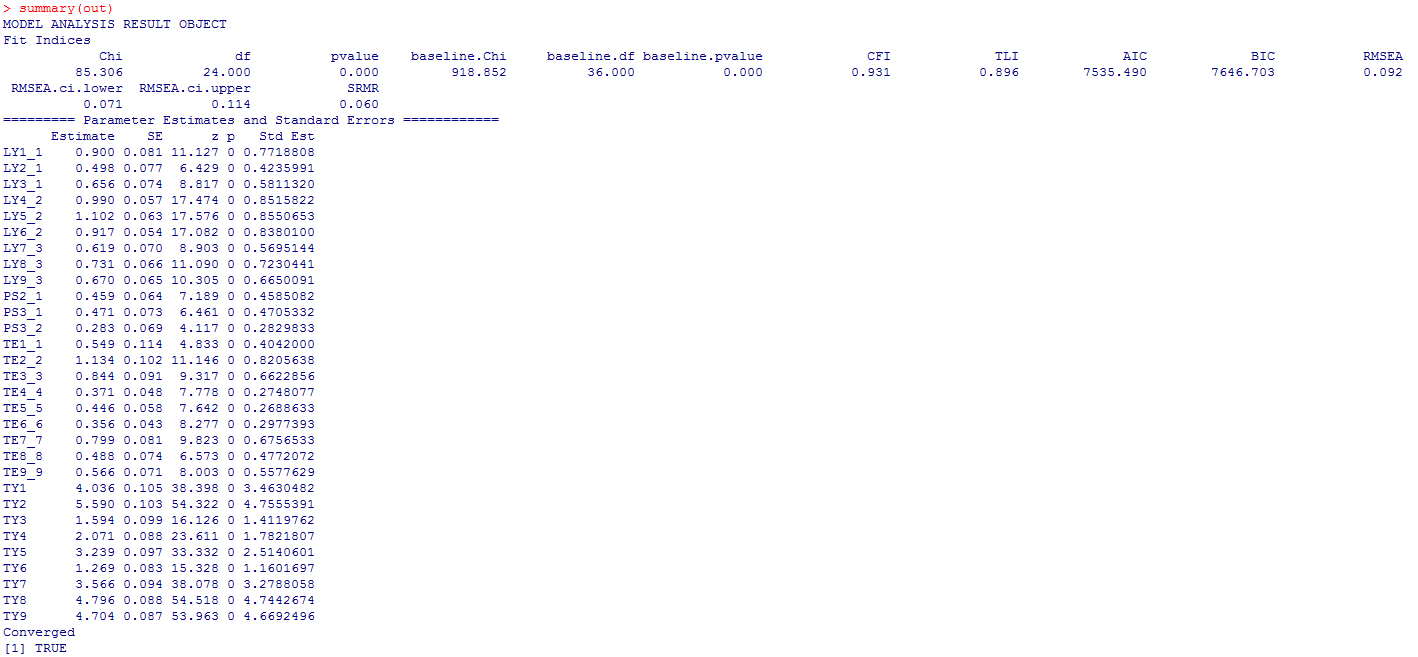 > summary(out)
MODEL ANALYSIS RESULT OBJECT
Fit Indices
Chi df pvalue baseline.Chi baseline.df baseline.pvalue CFI TLI AIC BIC RMSEA
85.306 24.000 0.000 918.852 36.000 0.000 0.931 0.896 7535.490 7646.703 0.092
RMSEA.ci.lower RMSEA.ci.upper SRMR
0.071 0.114 0.060
========= Parameter Estimates and Standard Errors ============
Estimate SE z p Std Est
LY1_1 0.900 0.081 11.127 0 0.7718808
LY2_1 0.498 0.077 6.429 0 0.4235991
LY3_1 0.656 0.074 8.817 0 0.5811320
LY4_2 0.990 0.057 17.474 0 0.8515822
LY5_2 1.102 0.063 17.576 0 0.8550653
LY6_2 0.917 0.054 17.082 0 0.8380100
LY7_3 0.619 0.070 8.903 0 0.5695144
LY8_3 0.731 0.066 11.090 0 0.7230441
LY9_3 0.670 0.065 10.305 0 0.6650091
PS2_1 0.459 0.064 7.189 0 0.4585082
PS3_1 0.471 0.073 6.461 0 0.4705332
PS3_2 0.283 0.069 4.117 0 0.2829833
TE1_1 0.549 0.114 4.833 0 0.4042000
TE2_2 1.134 0.102 11.146 0 0.8205638
TE3_3 0.844 0.091 9.317 0 0.6622856
TE4_4 0.371 0.048 7.778 0 0.2748077
TE5_5 0.446 0.058 7.642 0 0.2688633
TE6_6 0.356 0.043 8.277 0 0.2977393
TE7_7 0.799 0.081 9.823 0 0.6756533
TE8_8 0.488 0.074 6.573 0 0.4772072
TE9_9 0.566 0.071 8.003 0 0.5577629
TY1 4.036 0.105 38.398 0 3.4630482
TY2 5.590 0.103 54.322 0 4.7555391
TY3 1.594 0.099 16.126 0 1.4119762
TY4 2.071 0.088 23.611 0 1.7821807
TY5 3.239 0.097 33.332 0 2.5140601
TY6 1.269 0.083 15.328 0 1.1601697
TY7 3.566 0.094 38.078 0 3.2788058
TY8 4.796 0.088 54.518 0 4.7442674
TY9 4.704 0.087 53.963 0 4.6692496
Converged
[1] TRUE